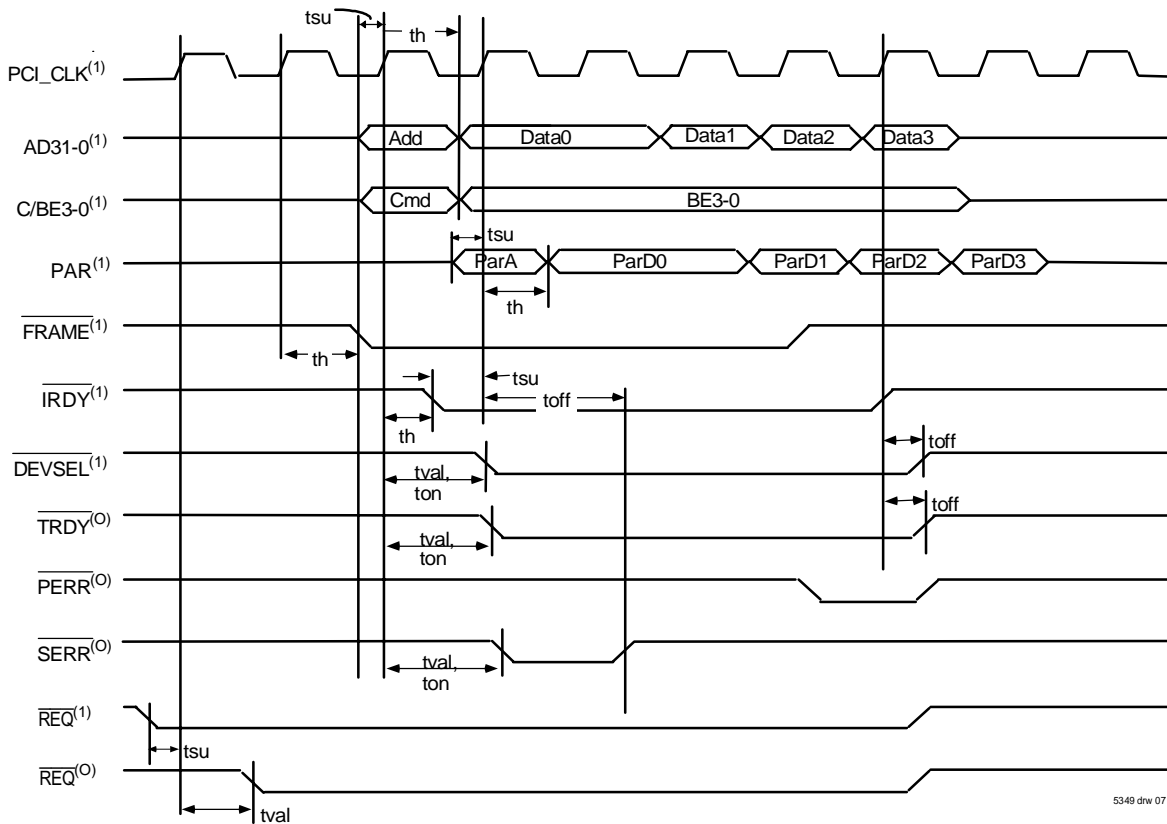 tsu
th
PCI_CLK(1)
AD31-0(1) Add Data0 Data1 Data2 Data3
C/BE3-0(1) Cmd BE3-0
tsu
PAR(1) ParA ParD0 ParD1 ParD2 ParD3
th
FRAME(1)
th
tsu
IRDY(1) toff
th
toff
DEVSEL(1)
tval,
ton
toff
TRDY(O)
tval,
ton
PERR(O)
SERR(O)
tval,
ton
REQ(1)
tsu
REQ(O)
tval
5349 drw 07